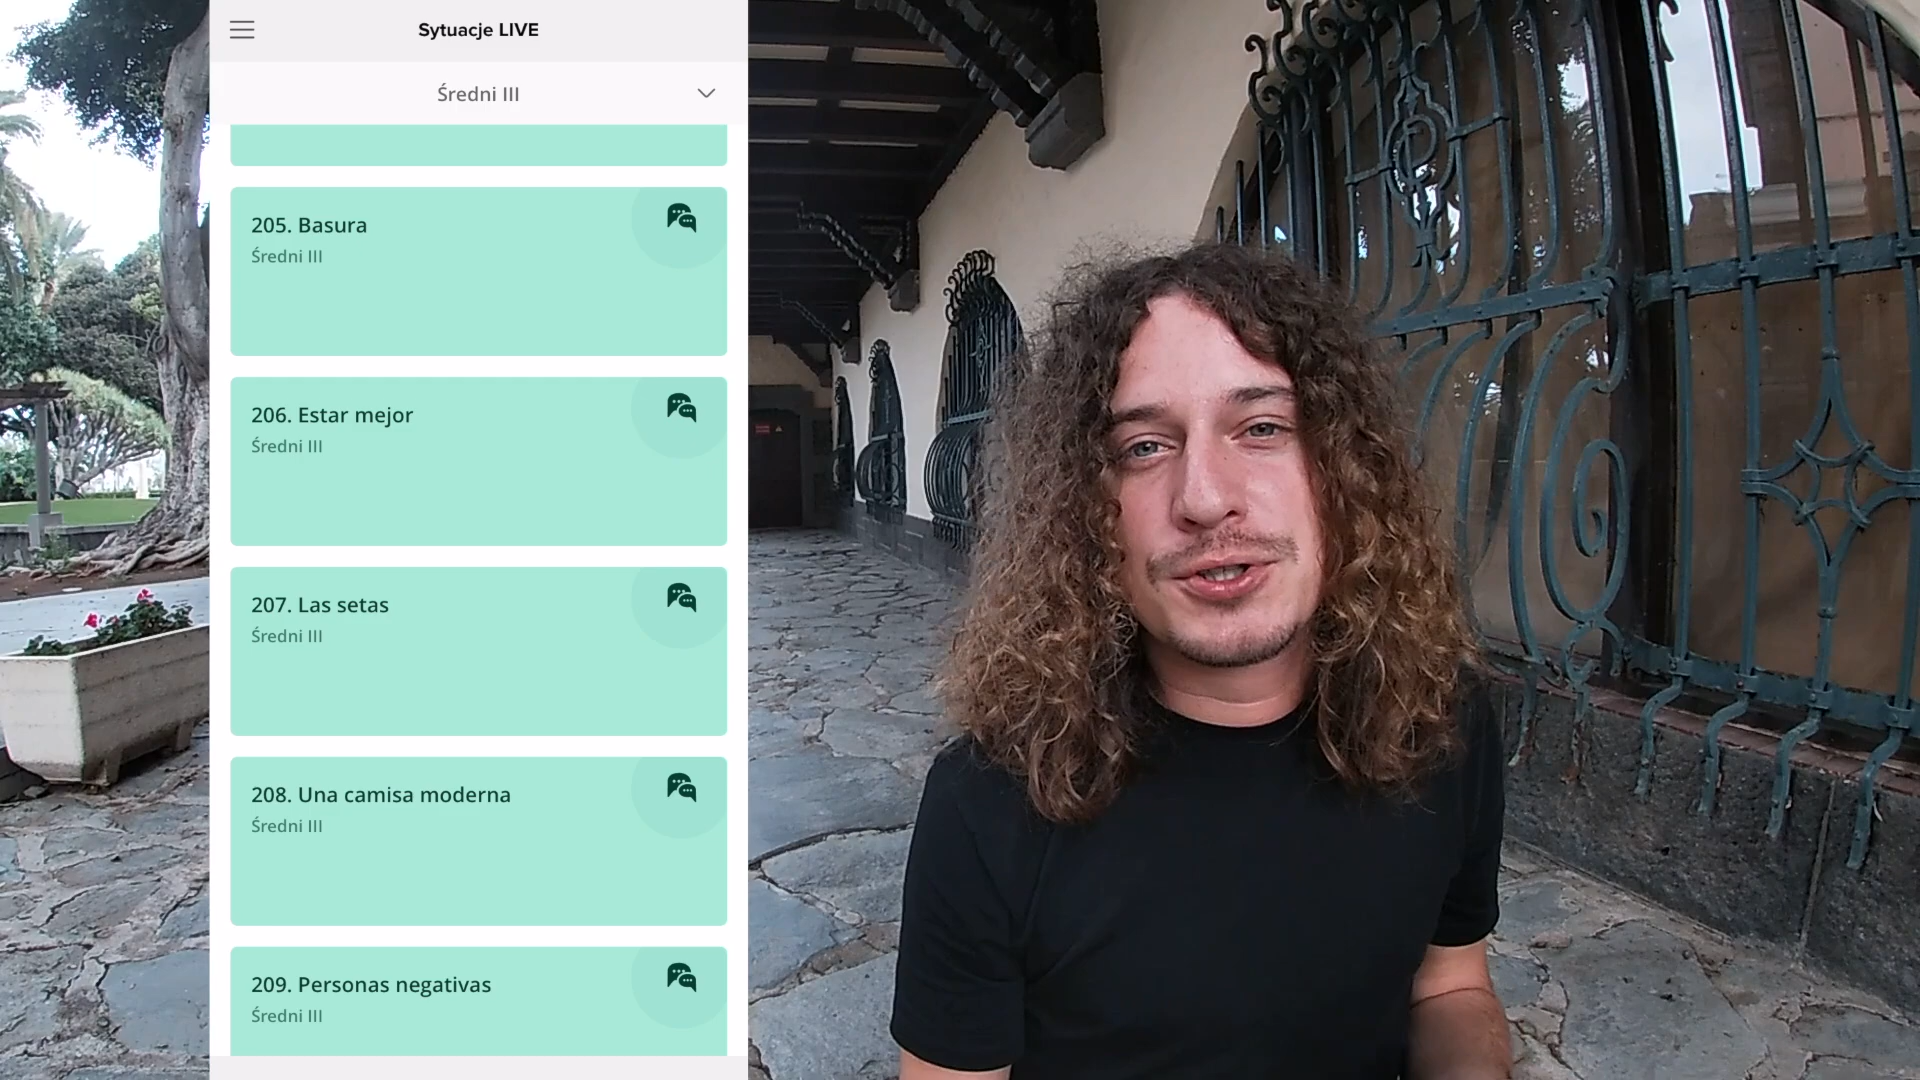 Sytuacje LIVE
Średni III
205. Basura
Średni III
206. Estar mejor
Średni III
207. Las setas
Średni III
208. Una camisa moderna
Średni III
209. Personas negativas
Średni III